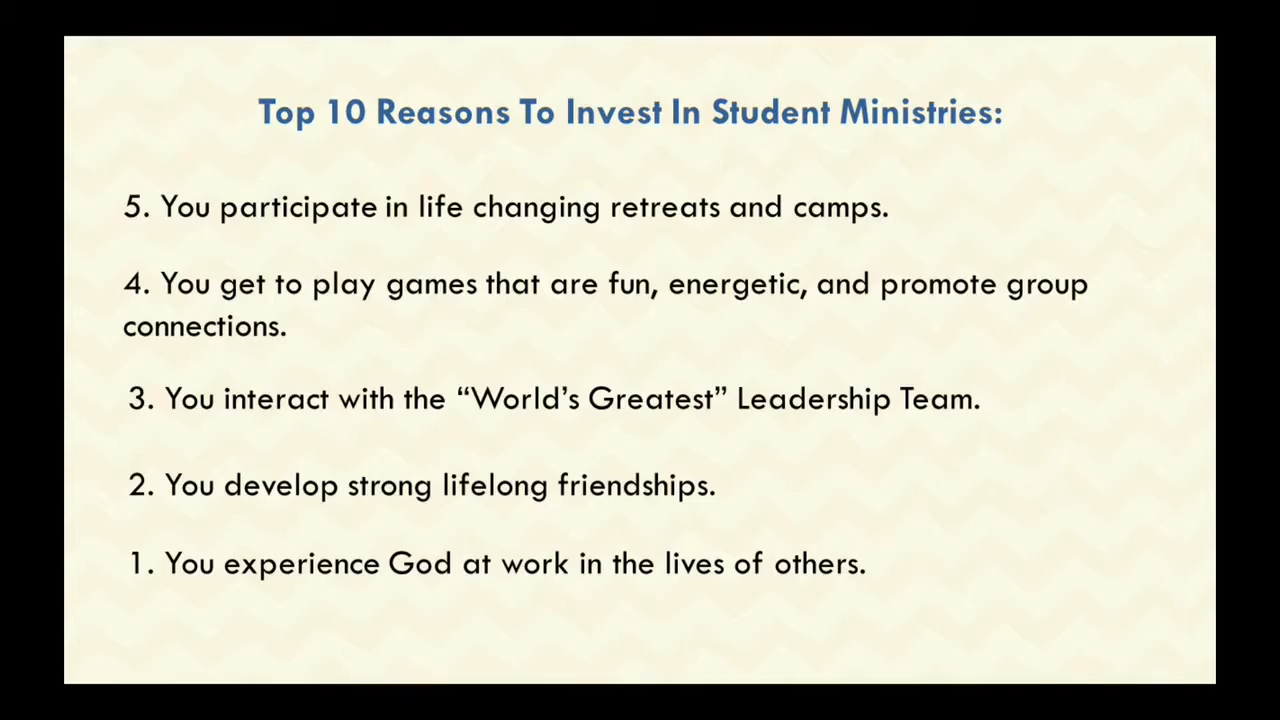 Top 10 Reasons To Invest In Student Ministries:
5. You participate in life changing retreats and camps.
4. You get to play games that are fun, energetic, and promote group
connections.
3. You interact with the “World’s Greatest” Leadership Team.
2. You develop strong lifelong friendships.
1. You experience God at work in the lives of others.